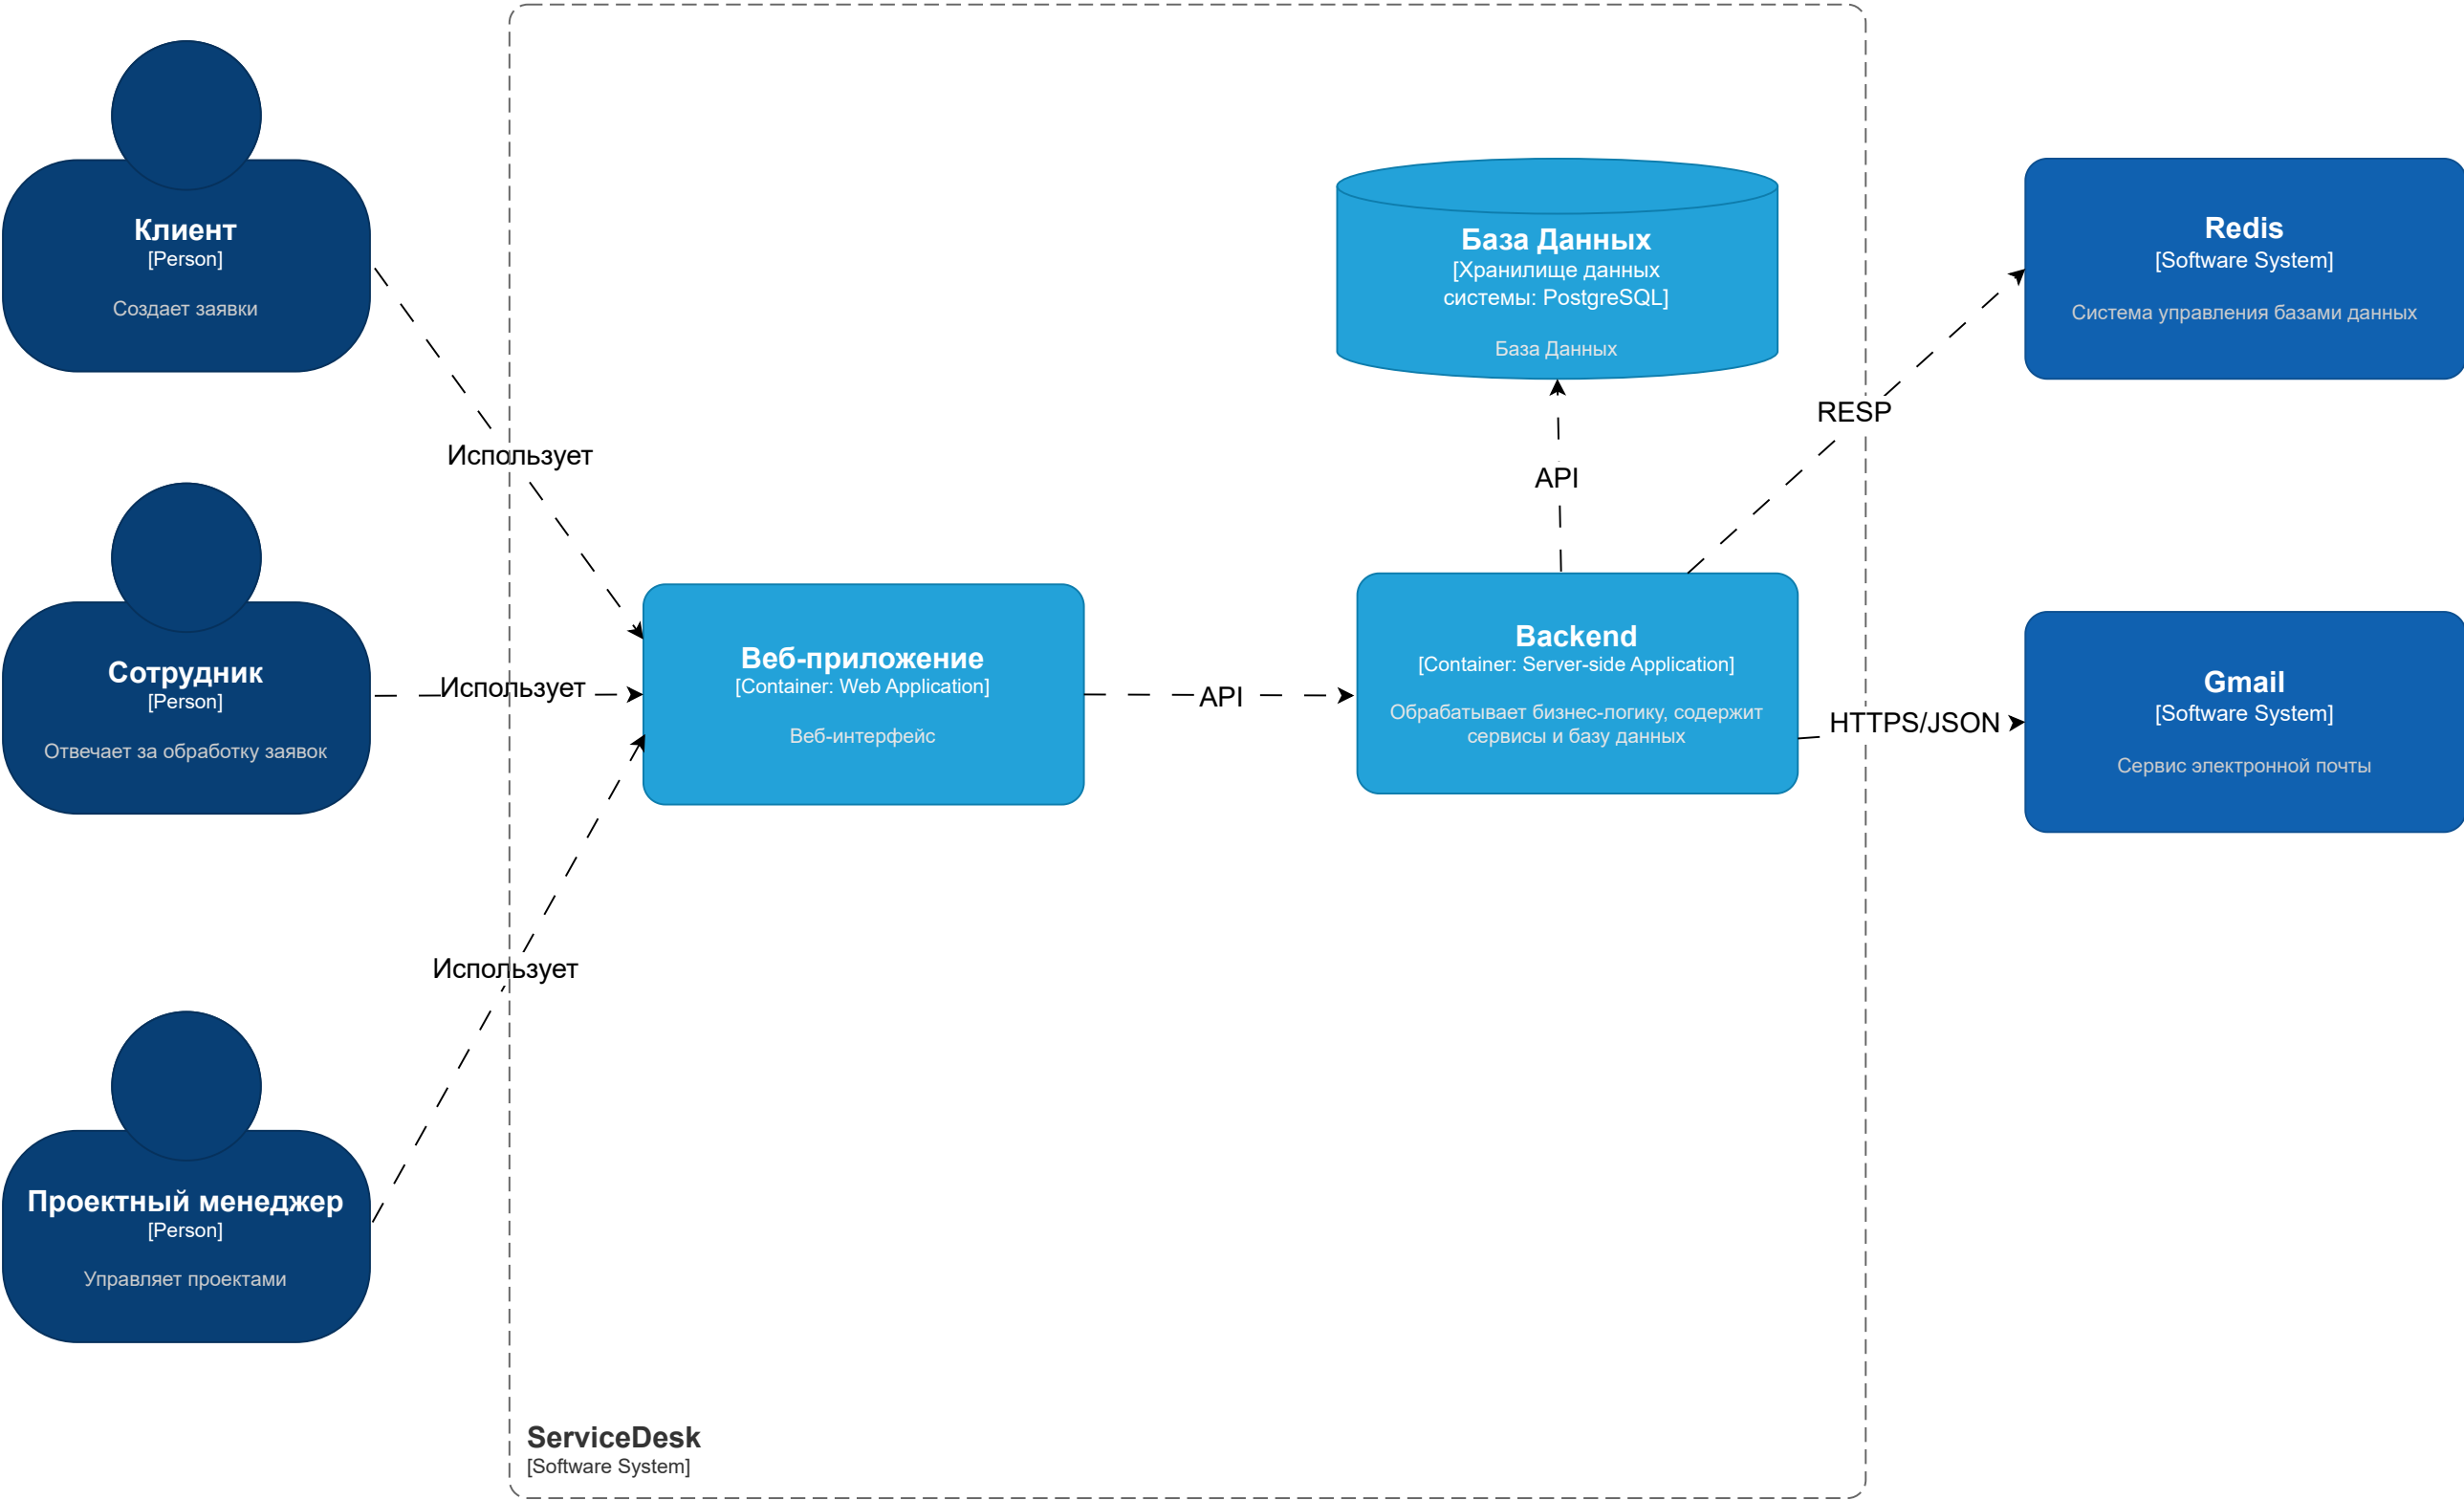 Клиент
[Person]
Создает заявки
Использует
Сотрудник
[Person]
Отвечает за обработку заявок
Использует
Проектный менеджер
[Person]
Управляет проектами
Использует
Веб-приложение
[Container: Web Application]
Веб-интерфейс
API
База Данных
[Хранилище данных
системы: PostgreSQL]
База Данных
API
Backend
[Container: Server-side Application]
Обрабатывает бизнес-логику, содержит
сервисы и базу данных
RESP
HTTPS/JSON
Redis
[Software System]
Система управления базами данных
Gmail
[Software System]
Сервис электронной почты
ServiceDesk
[Software System]